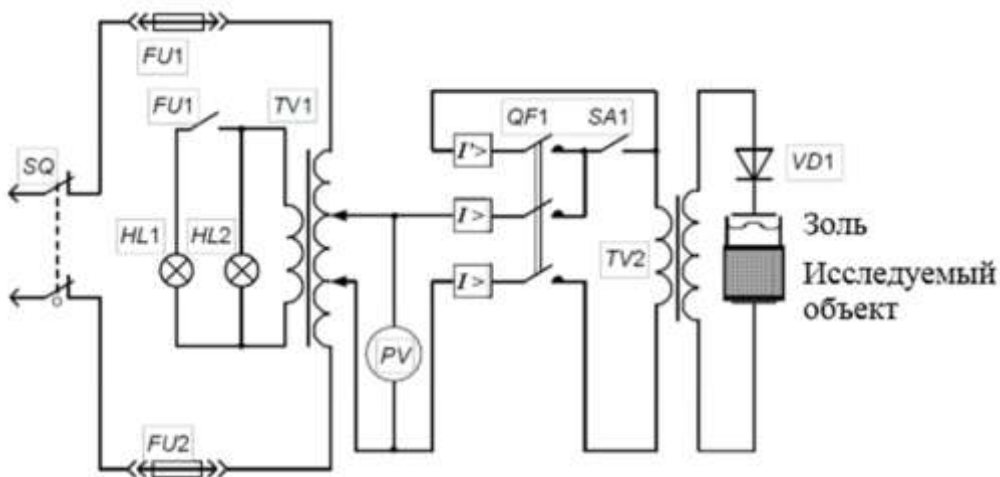 FU1
FU1
TV1
QF1
SA1
SQ
I'>
VD1
I>
HL1
HL2
Золь
TV2
I>
Исследуемый
объект
PV
FU2